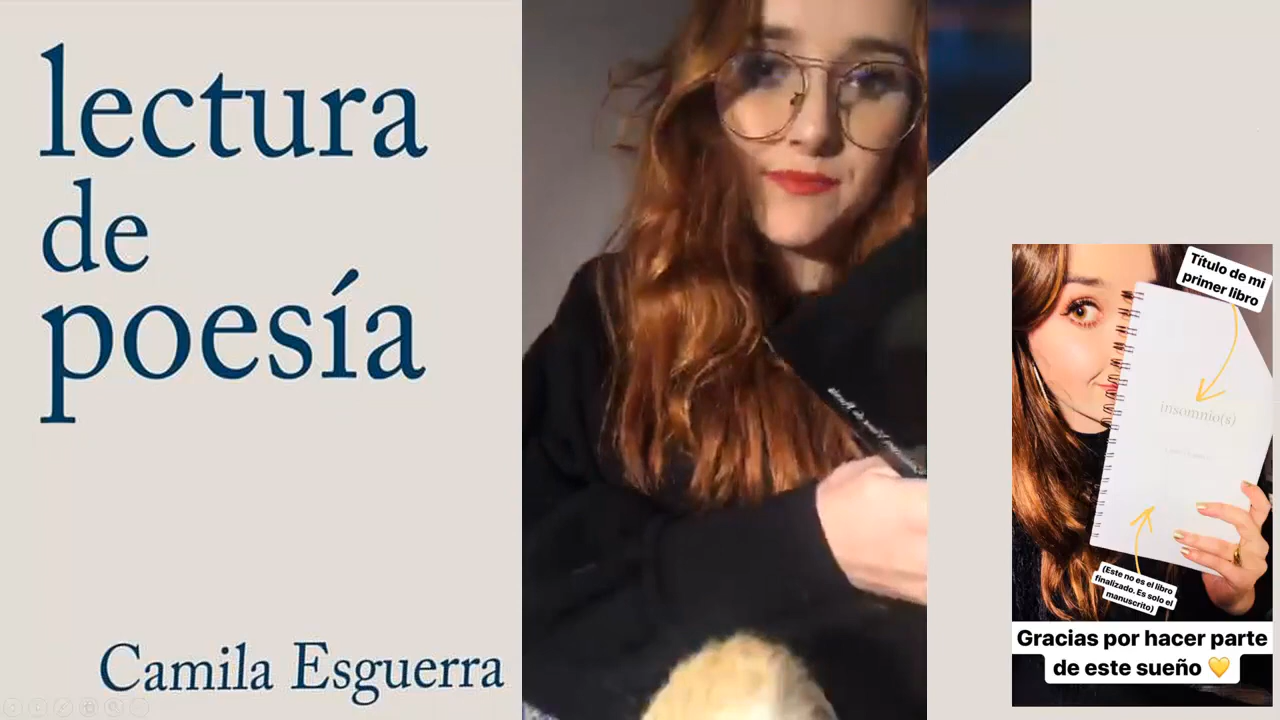 lectura
de
poesía
Camila Esguerra
Título de mi
primer libro
insomnio(s)
(Este no es el libro
finalizado. Es solo el
manuscrito)
Gracias por hacer parte
de este sueño 💛